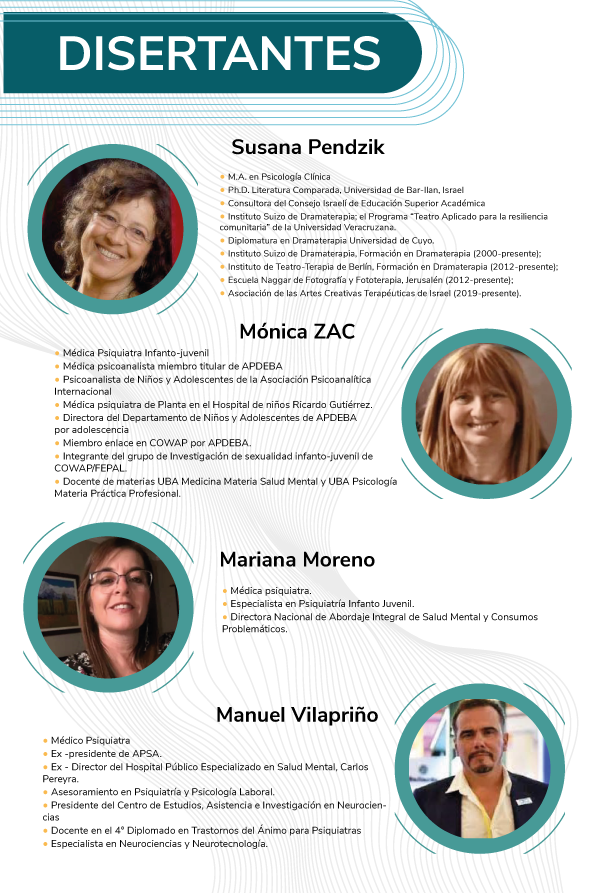 DISERTANTES
Susana Pendzik
• M.A. en Psicología Clínica
• Ph.D. Literatura Comparada, Universidad de Bar-Ilan, Israel
• Consultora del Consejo Israelí de Educación Superior Académica
• Instituto Suizo de Dramaterapia; el Programa “Teatro Aplicado para la resiliencia
comunitaria” de la Universidad Veracruzana.
• Diplomatura en Dramaterapia Universidad de Cuyo,
• Instituto Suizo de Dramaterapia, Formación en Dramaterapia (2000-presente);
• Instituto de Teatro-Terapia de Berlín, Formación en Dramaterapia (2012-presente);
• Escuela Naggar de Fotografía y Fototerapia, Jerusalén (2012-presente);
• Asociación de las Artes Creativas Terapéuticas de Israel (2019-presente).
Mónica ZAC
• Médica Psiquiatra Infanto-juvenil
• Médica psicoanalista miembro titular de APDEBA
• Psicoanalista de Niños y Adolescentes de la Asociación Psicoanalítica
Internacional
• Médica psiquiatra de Planta en el Hospital de niños Ricardo Gutiérrez.
• Directora del Departamento de Niños y Adolescentes de APDEBA
por adolescencia
• Miembro enlace en COWAP por APDEBA.
• Integrante del grupo de Investigación de sexualidad infanto-juvenil de
COWAP/FEPAL.
• Docente de materias UBA Medicina Materia Salud Mental y UBA Psicología
Materia Práctica Profesional.
Mariana Moreno
• Médica psiquiatra.
• Especialista en Psiquiatría Infanto Juvenil.
• Directora Nacional de Abordaje Integral de Salud Mental y Consumos
Problemáticos.
Manuel Vilapriño
• Médico Psiquiatra
• Ex -presidente de APSA.
• Ex - Director del Hospital Público Especializado en Salud Mental, Carlos
Pereyra.
• Asesoramiento en Psiquiatría y Psicología Laboral.
• Presidente del Centro de Estudios, Asistencia e Investigación en Neurocien-
cias
• Docente en el 4° Diplomado en Trastornos del Ánimo para Psiquiatras
• Especialista en Neurociencias y Neurotecnología.